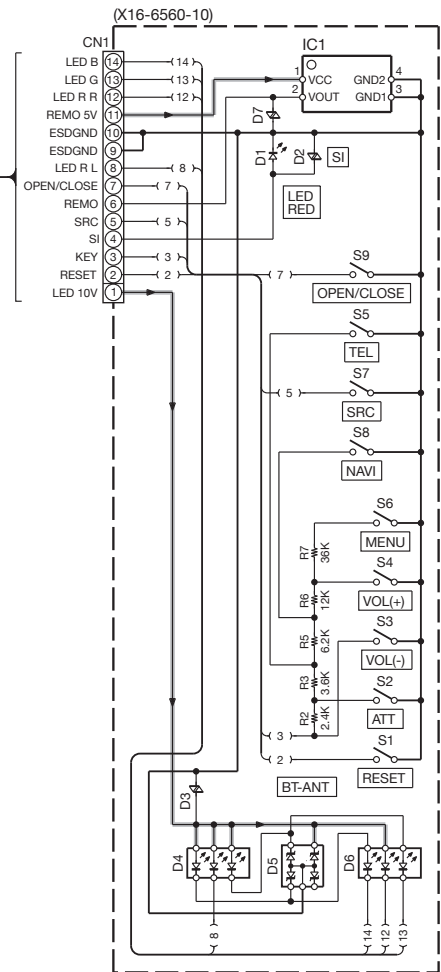 (X16-6560-10)
CN1
IC1
LED B 14 14
LED G 13 13
LED R R 12 12
REMO 5V 11
ESDGND 10
ESDGND 9
LED R L 8 8
OPEN/CLOSE 7 7
REMO 6
SRC 5 5
SI 4
KEY 3 3
RESET 2 2
LED 10V 1
1 VCC GND2 4
2 VOUT GND1 3
D7
D1
D2
SI
LED
RED
S9
7
OPEN/CLOSE
S5
TEL
S7
5
SRC
S8
NAVI
S6
MENU
R7
36K
S4
VOL(+)
R6
12K
S3
VOL(-)
R5
6.2K
R3
3.6K
S2
ATT
R2
2.4K
3
S1
2
RESET
BT-ANT
D3
D4
D5
D6
8
14
12
13